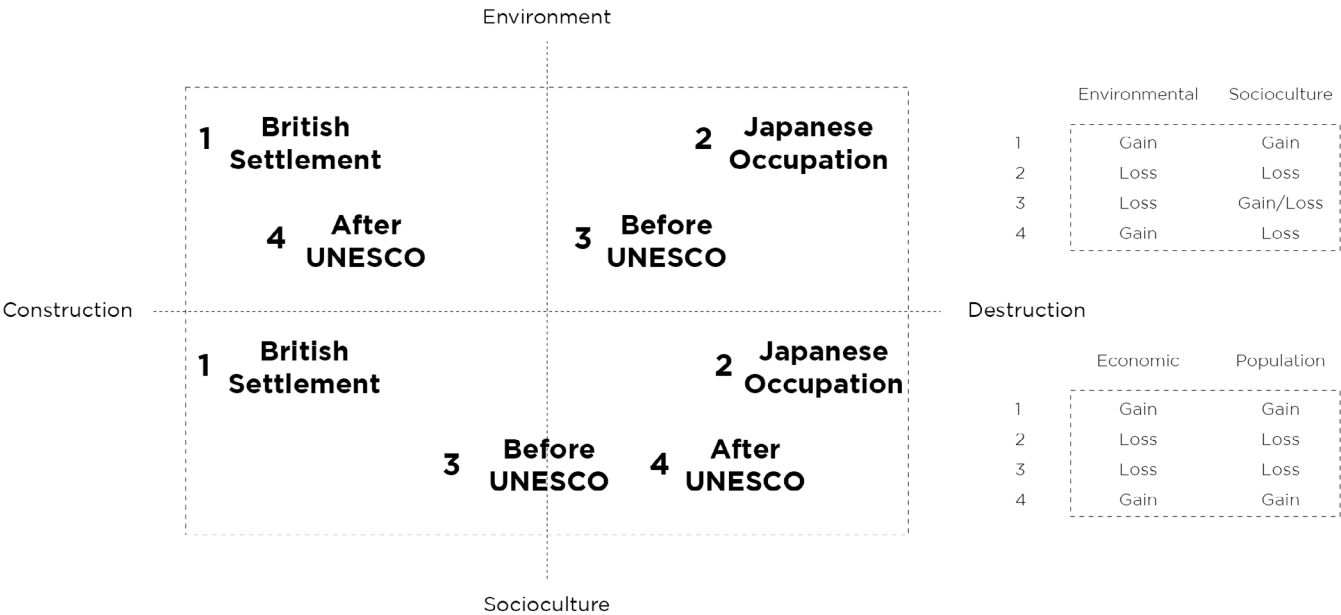 Environment
1 British
Settlement
2 Japanese
Occupation
4 After
UNESCO
3 Before
UNESCO
Construction
Destruction
1 British
Settlement
2 Japanese
Occupation
3 Before
UNESCO
4 After
UNESCO
Socioculture
Environmental Socioculture
1 Gain Gain
2 Loss Loss
3 Loss Gain/Loss
4 Gain Loss
Economic Population
1 Gain Gain
2 Loss Loss
3 Loss Loss
4 Gain Gain